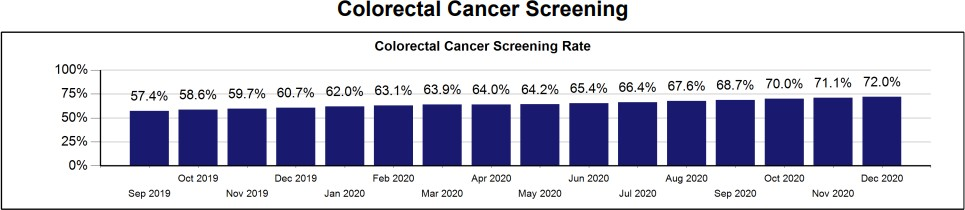 Colorectal Cancer Screening
Colorectal Cancer Screening Rate
100%
75%
50%
25%
0%
57.4% 58.6% 59.7% 60.7% 62.0% 63.1% 63.9% 64.0% 64.2% 65.4% 66.4% 67.6% 68.7% 70.0% 71.1% 72.0%
Oct 2019 Dec 2019 Feb 2020 Apr 2020 Jun 2020 Aug 2020 Oct 2020 Dec 2020
Sep 2019 Nov 2019 Jan 2020 Mar 2020 May 2020 Jul 2020 Sep 2020 Nov 2020